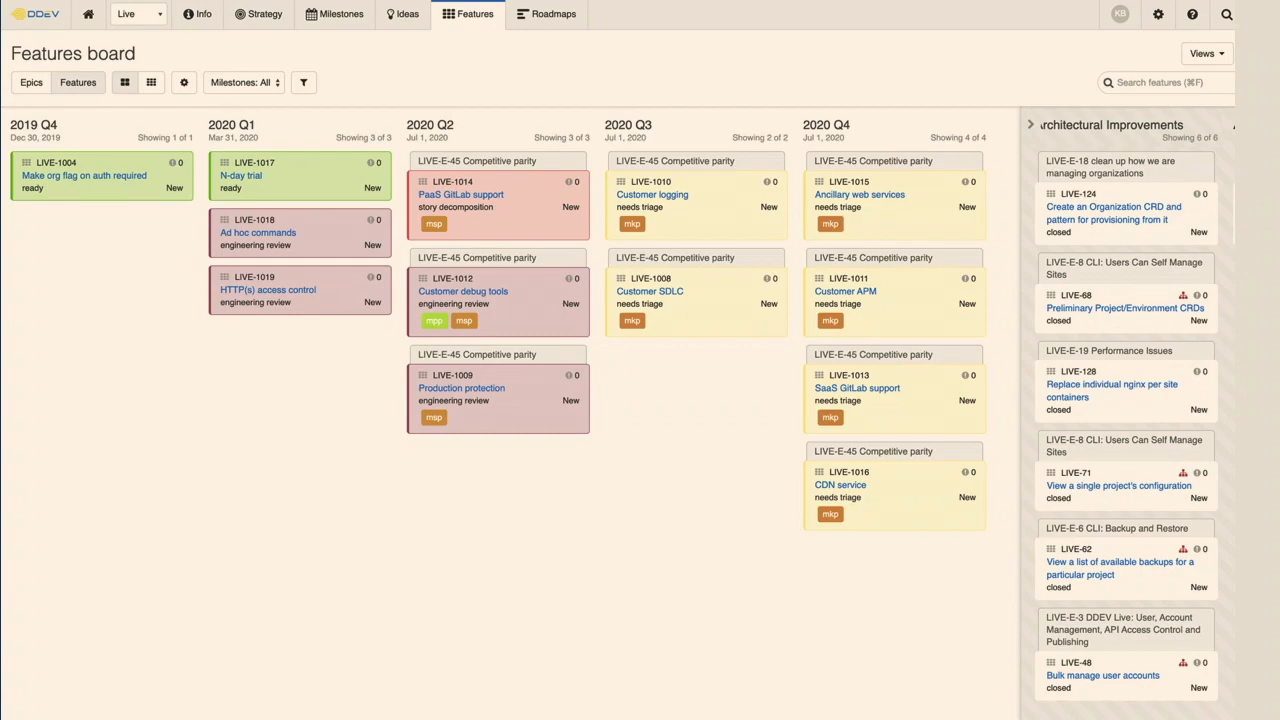 DDEV
Live
Info
Strategy
Milestones
Ideas
Features
Roadmaps
KB
Features board
Views
Epics
Features
Milestones: All
Search features (⌘F)
2019 Q4
Dec 30, 2019
Showing 1 of 1
LIVE-1004
0
Make org flag on auth required
ready
New
2020 Q1
Mar 31, 2020
Showing 3 of 3
LIVE-1017
0
N-day trial
ready
New
LIVE-1018
0
Ad hoc commands
engineering review
New
LIVE-1019
0
HTTP(s) access control
engineering review
New
2020 Q2
Jul 1, 2020
Showing 3 of 3
LIVE-E-45 Competitive parity
LIVE-1014
0
PaaS GitLab support
story decomposition
New
msp
LIVE-E-45 Competitive parity
LIVE-1012
0
Customer debug tools
engineering review
New
mpp
msp
LIVE-E-45 Competitive parity
LIVE-1009
0
Production protection
engineering review
New
msp
2020 Q3
Jul 1, 2020
Showing 2 of 2
LIVE-E-45 Competitive parity
LIVE-1010
0
Customer logging
needs triage
New
mkp
LIVE-E-45 Competitive parity
LIVE-1008
0
Customer SDLC
needs triage
New
mkp
2020 Q4
Jul 1, 2020
Showing 4 of 4
LIVE-E-45 Competitive parity
LIVE-1015
0
Ancillary web services
needs triage
New
mkp
LIVE-E-45 Competitive parity
LIVE-1011
0
Customer APM
needs triage
New
mkp
LIVE-E-45 Competitive parity
LIVE-1013
0
SaaS GitLab support
needs triage
New
mkp
LIVE-E-45 Competitive parity
LIVE-1016
0
CDN service
needs triage
New
mkp
Architectural Improvements
Showing 6 of 6
LIVE-E-18 clean up how we are
managing organizations
LIVE-124
0
Create an Organization CRD and
pattern for provisioning from it
closed
New
LIVE-E-8 CLI: Users Can Self Manage
Sites
LIVE-68
0
Preliminary Project/Environment CRDs
closed
New
LIVE-E-19 Performance Issues
LIVE-128
0
Replace individual nginx per site
containers
closed
New
LIVE-E-8 CLI: Users Can Self Manage
Sites
LIVE-71
0
View a single project's configuration
closed
New
LIVE-E-6 CLI: Backup and Restore
LIVE-62
0
View a list of available backups for a
particular project
closed
New
LIVE-E-3 DDEV Live: User, Account
Management, API Access Control and
Publishing
LIVE-48
0
Bulk manage user accounts
closed
New